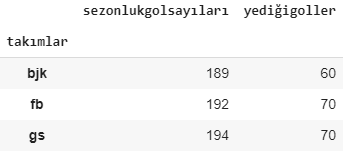 sezonlukgolsayıları yediğigoller
takımlar
bjk 189 60
fb 192 70
gs 194 70